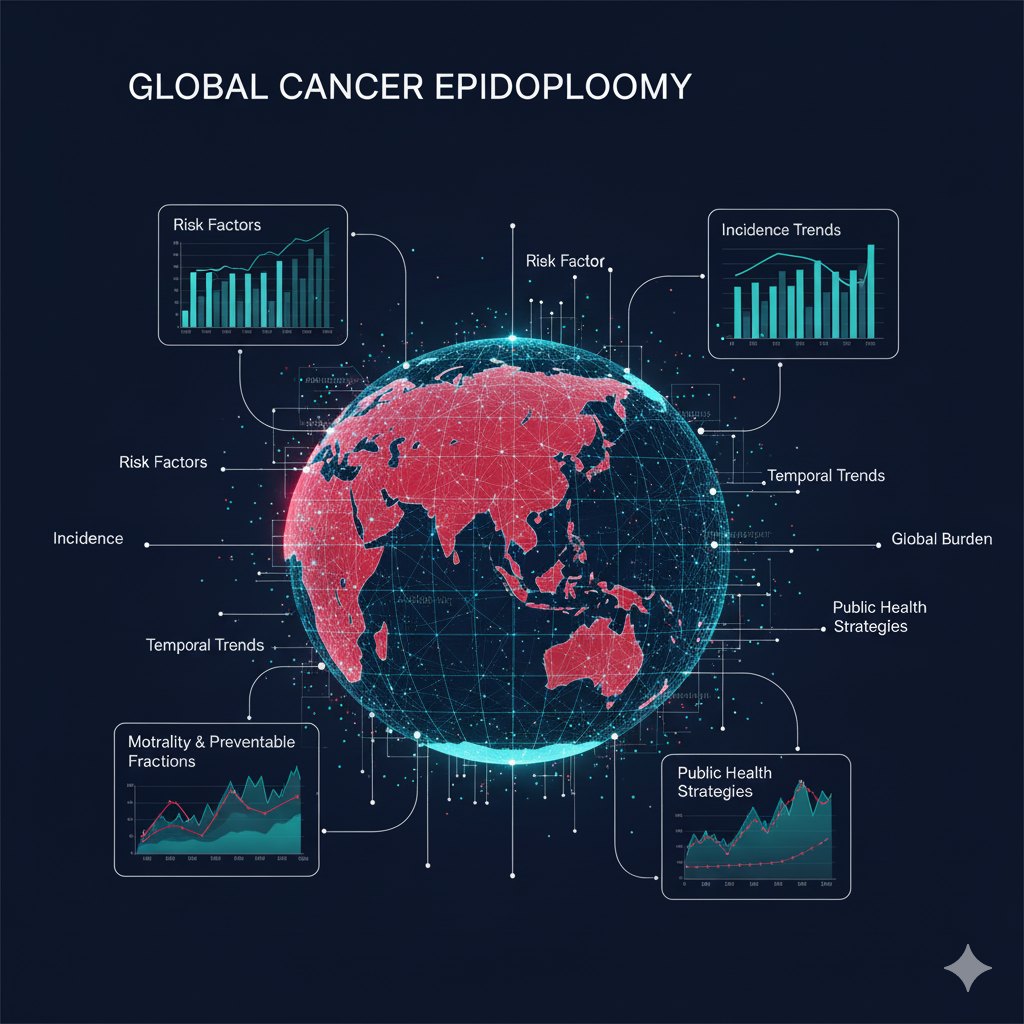 GLOBAL CANCER EPIDOPLOOMY
Risk Factors
Incidence Trends
Risk Factor
Risk Factors
Temporal Trends
Incidence
Global Burden
Public Health
Strategies
Temporal Trends
Motrality & Preventable
Fractions
Public Health
Strategies